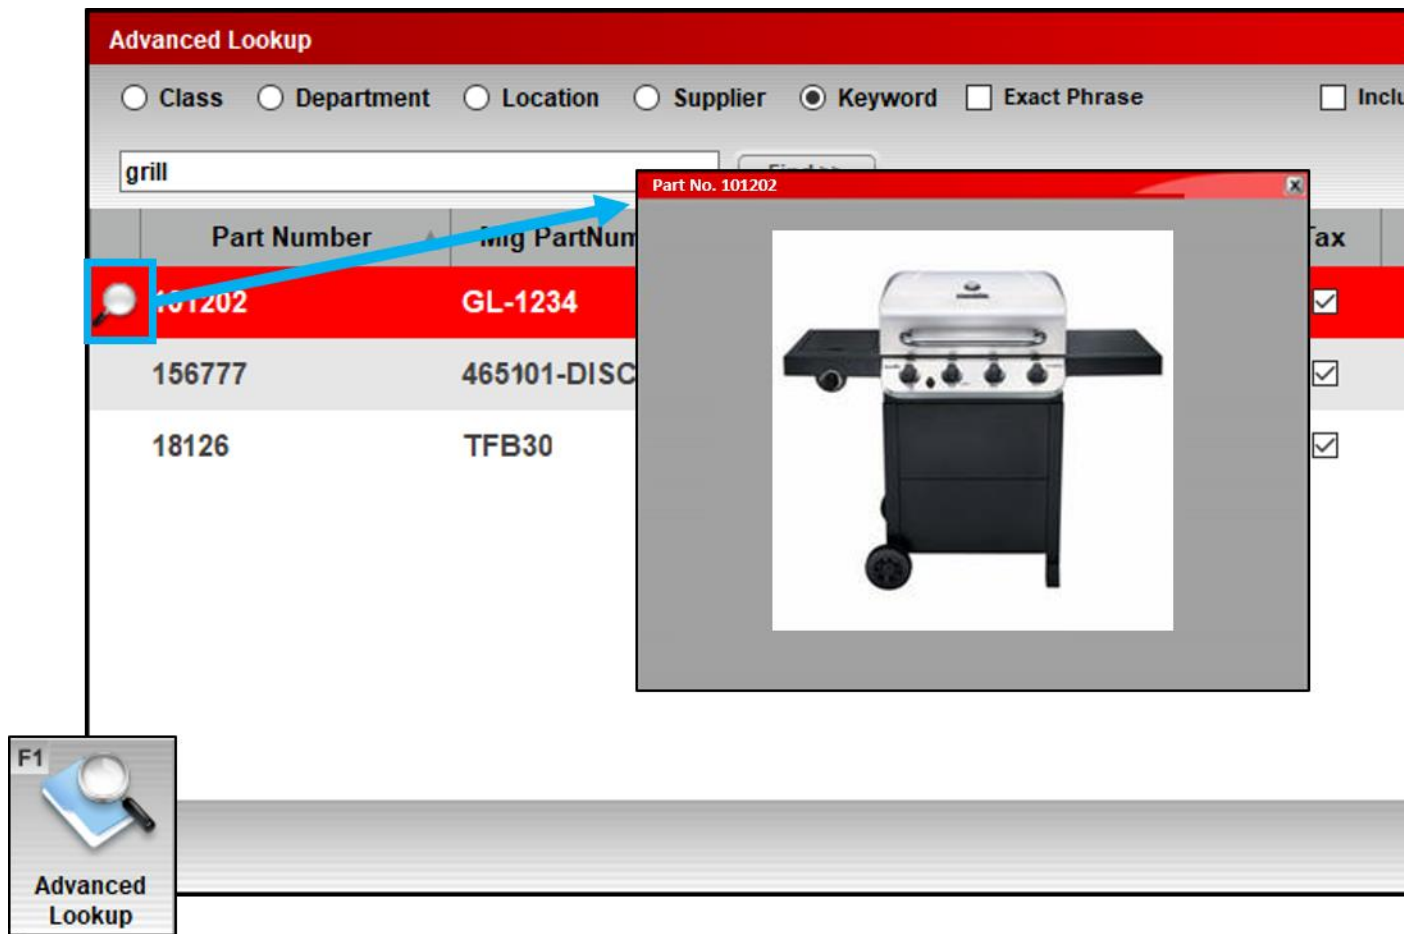 Advanced Lookup
Class Department Location Supplier Keyword Exact Phrase
grill
Part No. 101202
Part Number
101202 GL-1234
156777 465101-DISC
18126 TFB30
F1
Advanced
Lookup